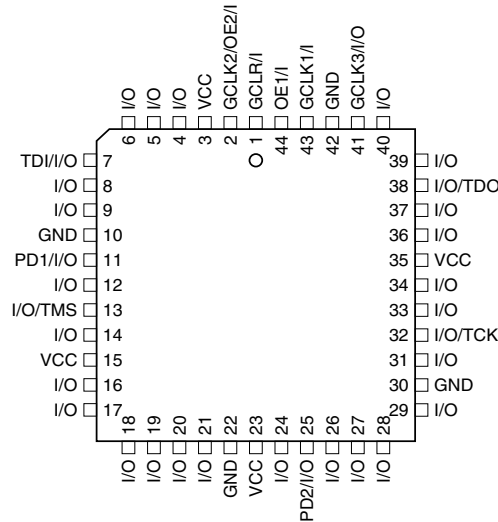 I/O
I/O
I/O
VCC
GCLK2/OE2/I
GCLR/I
OE1/I
GCLK1/I
GND
GCLK3/I/O
I/O
6
5
4
3
2
1
44
43
42
41
40
TDI/I/O 7
I/O 8
I/O 9
GND 10
PD1/I/O 11
I/O 12
I/O/TMS 13
I/O 14
VCC 15
I/O 16
I/O 17
39 I/O
38 I/O/TDO
37 I/O
36 I/O
35 VCC
34 I/O
33 I/O
32 I/O/TCK
31 I/O
30 GND
29 I/O
18
19
20
21
22
23
24
25
26
27
28
I/O
I/O
I/O
I/O
GND
VCC
I/O
PD2/I/O
I/O
I/O
I/O